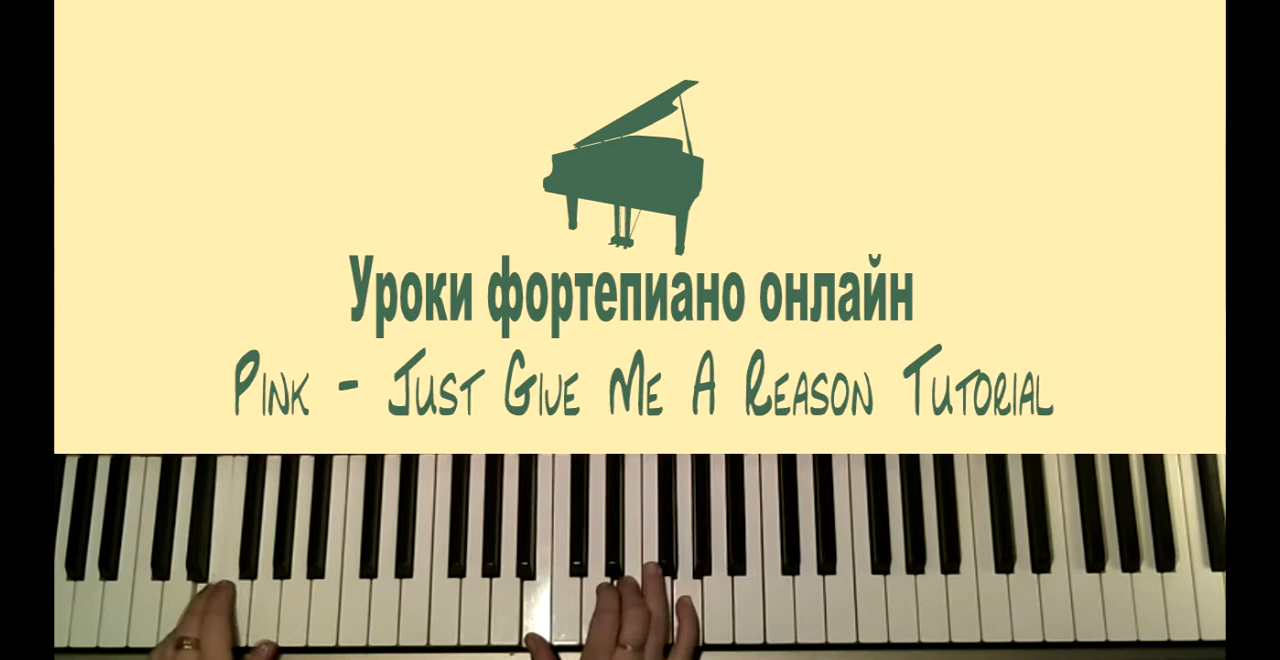 Уроки фортепиано онлайн
Pink - Just Give Me A Reason Tutorial